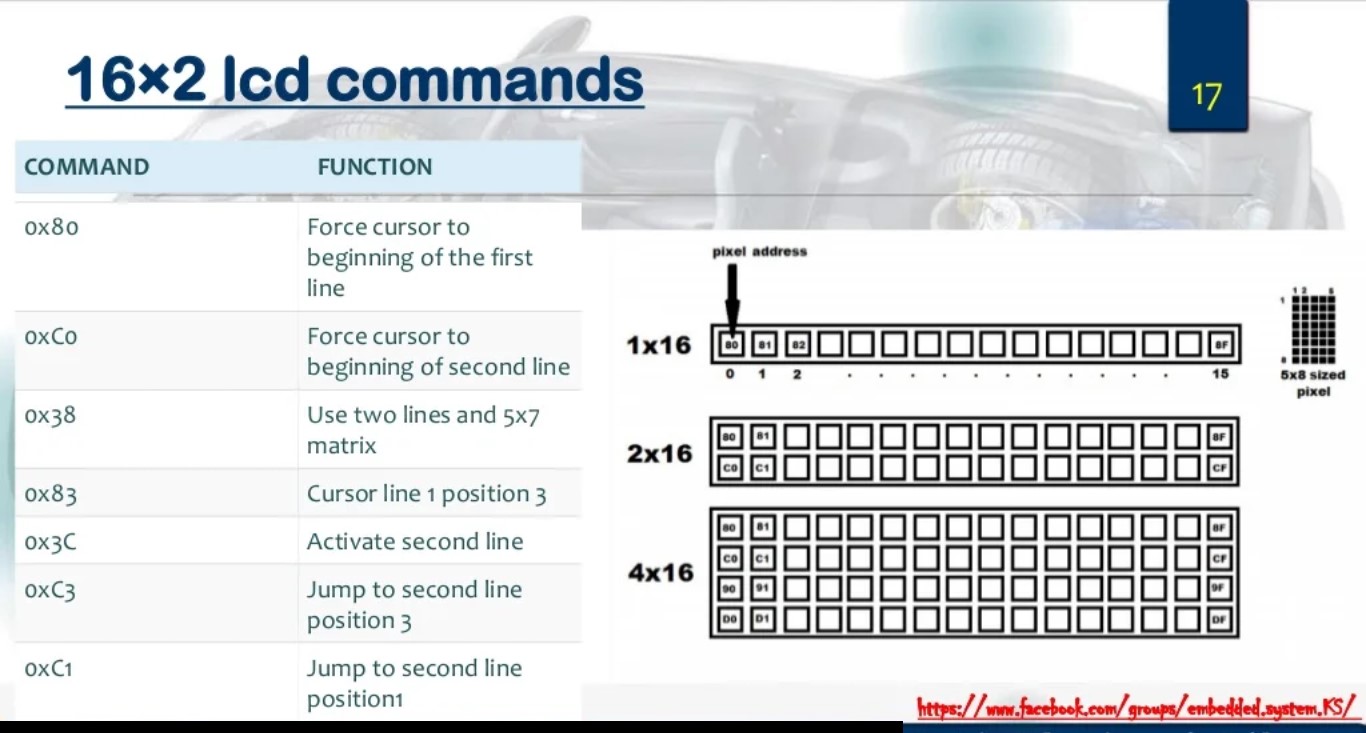 16×2 lcd commands
17
COMMAND FUNCTION
0x80 Force cursor to
beginning of the first
line
0xC0 Force cursor to
beginning of second line
0x38 Use two lines and 5x7
matrix
0x83 Cursor line 1 position 3
0x3C Activate second line
0xC3 Jump to second line
position 3
0xC1 Jump to second line
position1
pixel address
1x16 80 81 82 8F
0 1 2 . . . . . . . . . . . 15
1 2 5
1
8
5x8 sized
pixel
2x16
80 81 8F
C0 C1 CF
4x16
80 81 8F
C0 C1 CF
90 91 9F
D0 D1 DF
https://www.facebook.com/groups/embedded.system.KS/